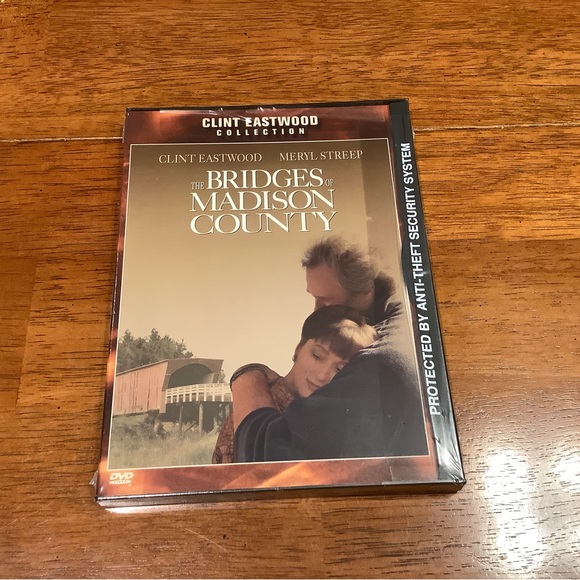 CLINT EASTWOOD
COLLECTION
CLINT EASTWOOD MERYL STREEP
THE BRIDGES OF
MADISON
COUNTY
PROTECTED BY ANTI-THEFT SECURITY SYSTEM
DVD